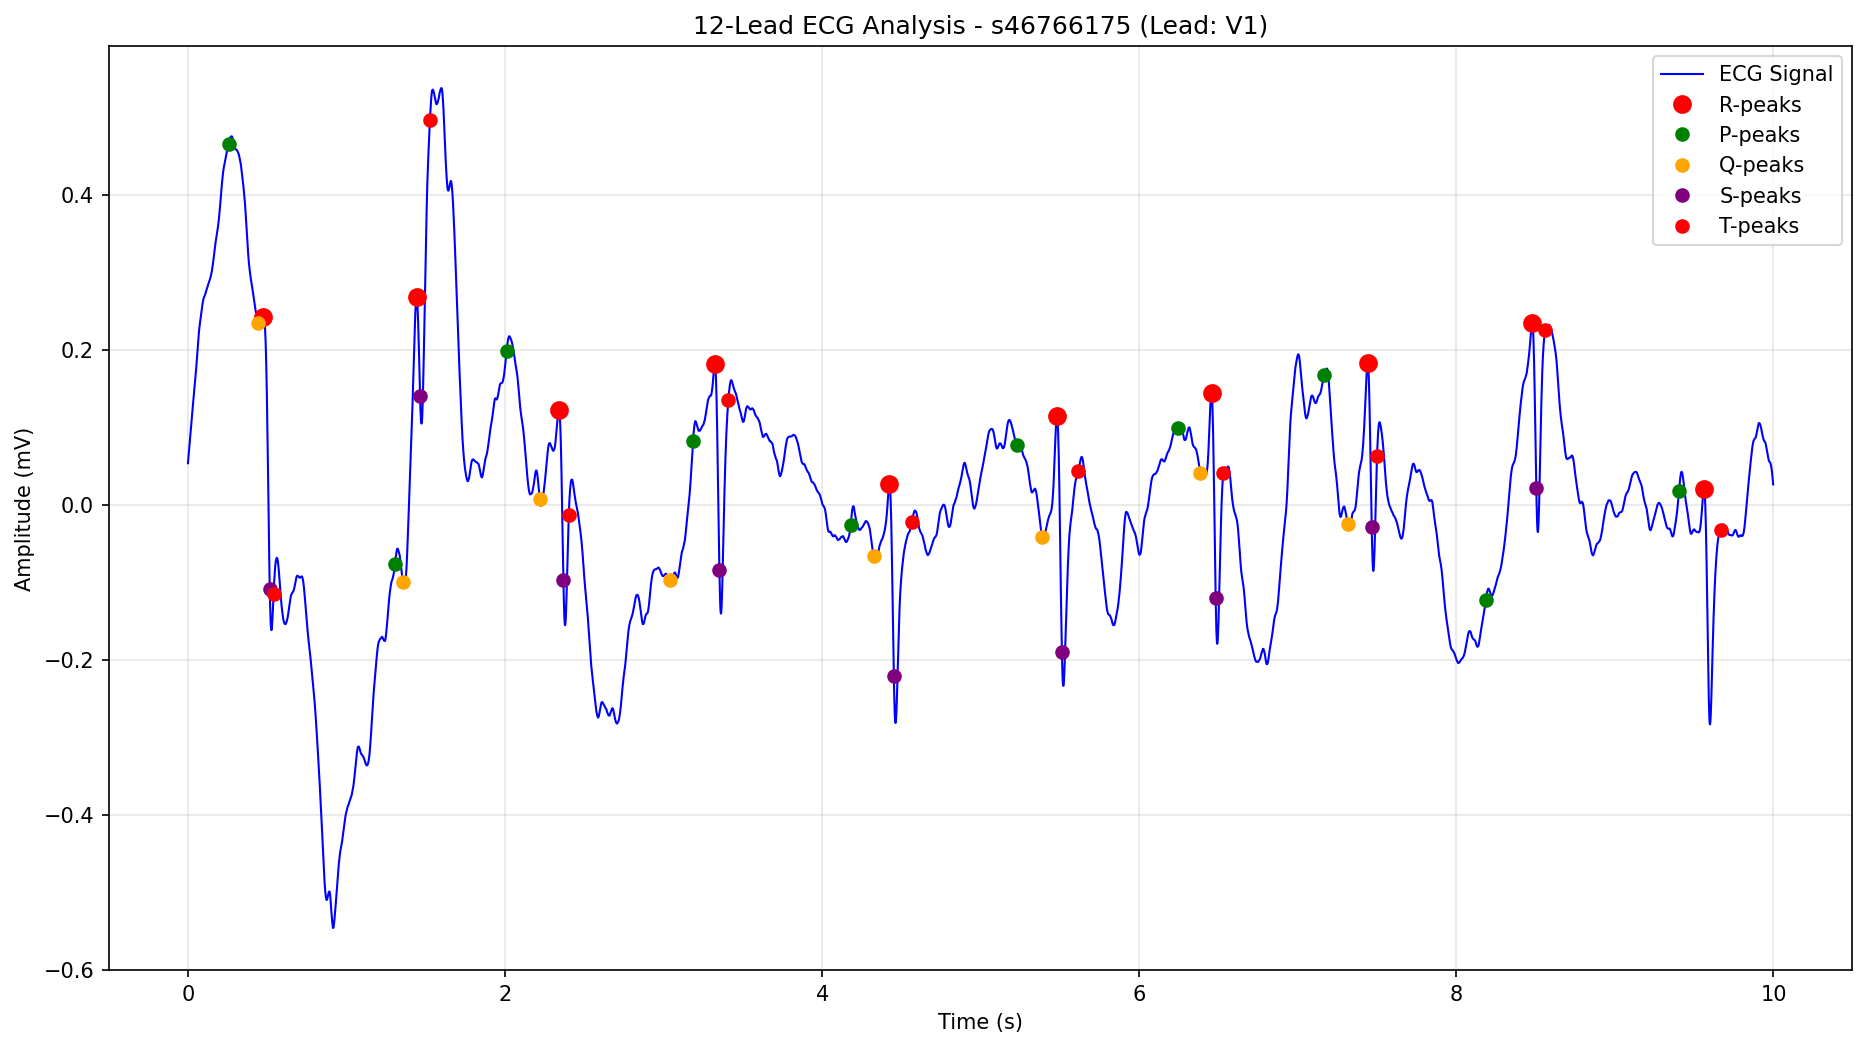 12-Lead ECG Analysis - s46766175 (Lead: V1)
ECG Signal
R-peaks
P-peaks
Q-peaks
S-peaks
T-peaks
Amplitude (mV)
0.4
0.2
0.0
−0.2
−0.4
−0.6
0 2 4 6 8 10
Time (s)